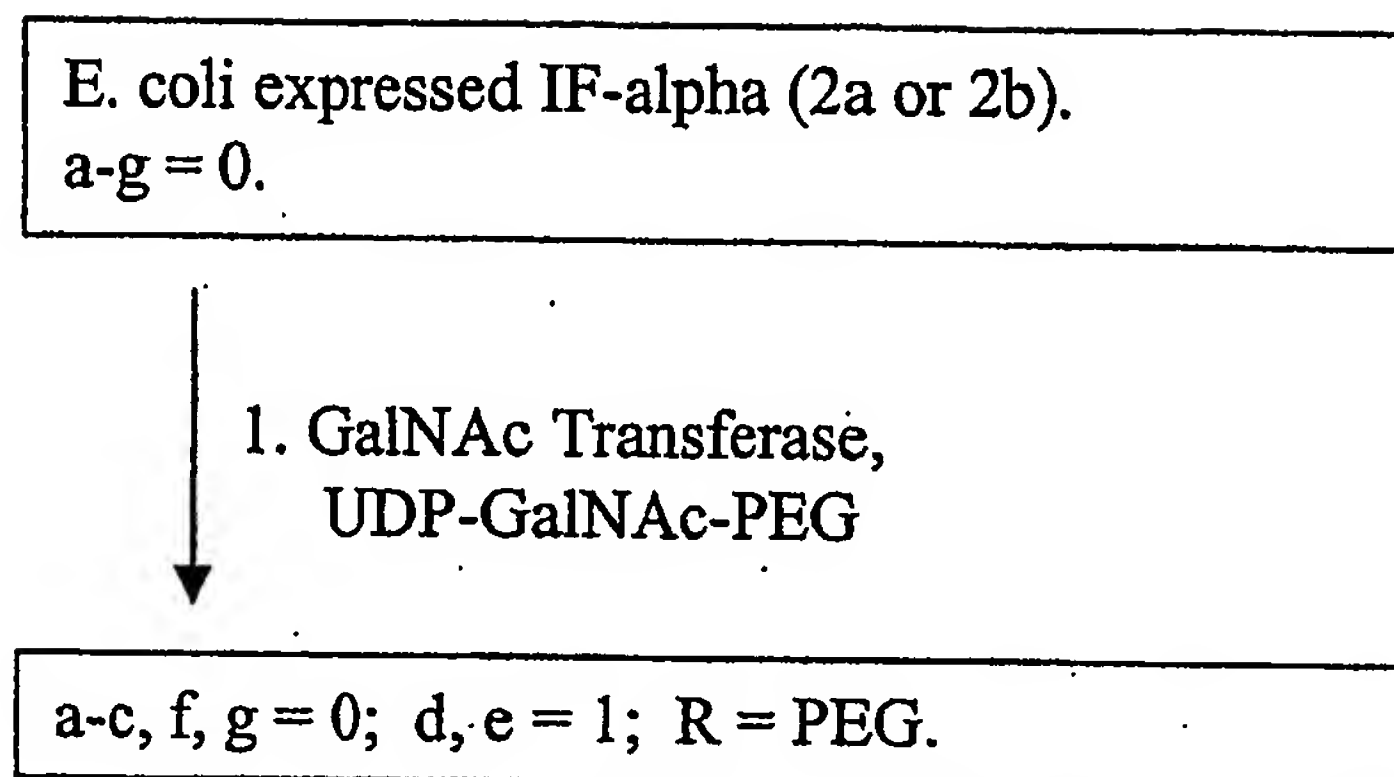 E. coli expressed IF-alpha (2a or 2b).
a-g = 0.
1. GalNAc Transferase,
UDP-GalNAc-PEG
a-c, f, g = 0; d, e = 1; R = PEG.